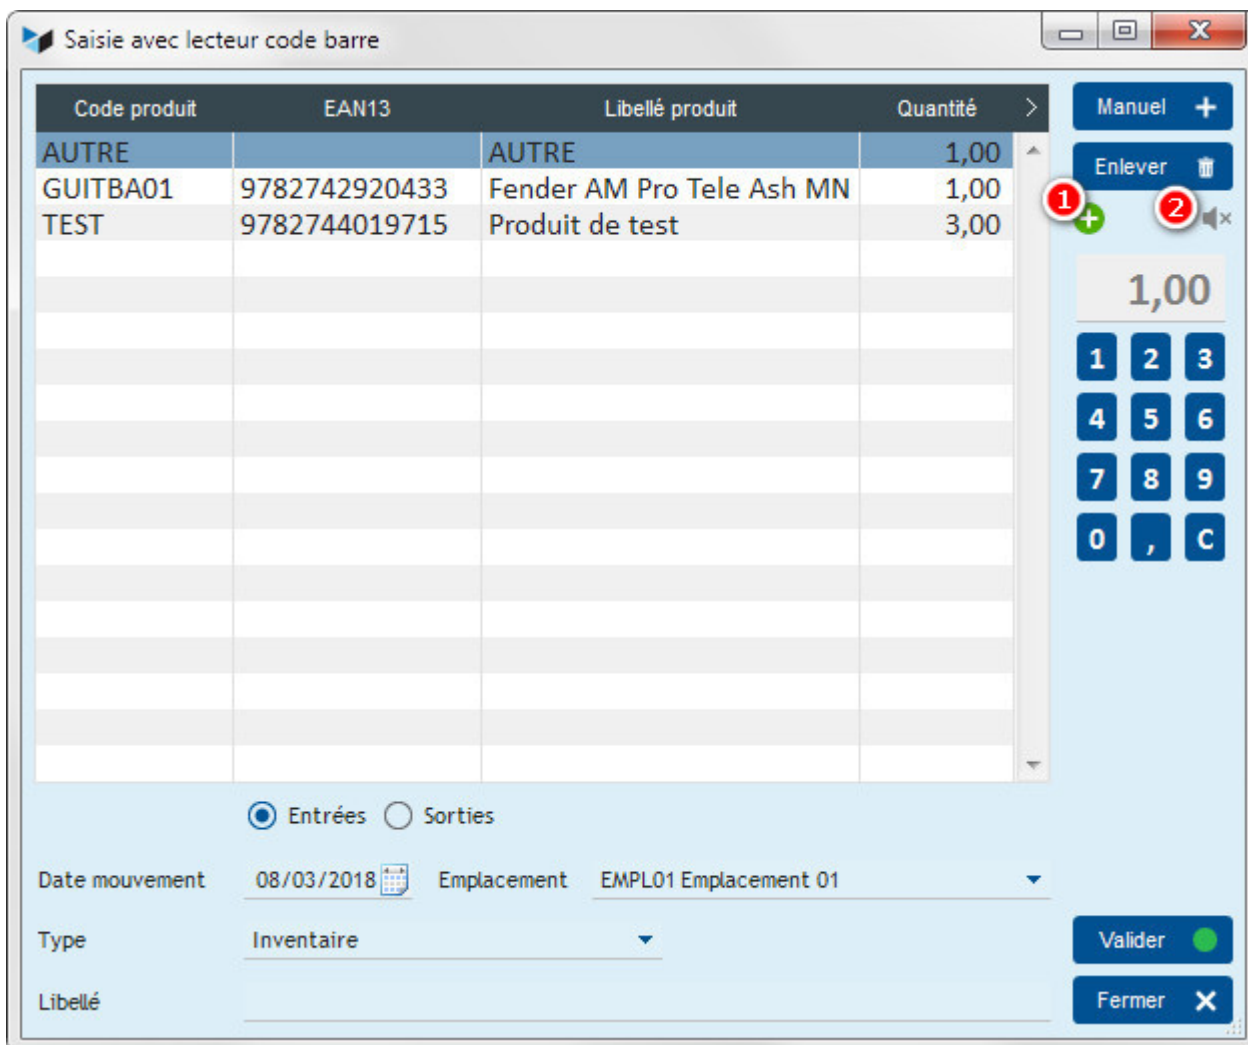 Saisie avec lecteur code barre
Code produit EAN13 Libellé produit Quantité >
AUTRE AUTRE 1,00
GUITBA01 9782742920433 Fender AM Pro Tele Ash MN 1,00
TEST 9782744019715 Produit de test 3,00
Manuel +
Enlever
1 2
1,00
1 2 3
4 5 6
7 8 9
0 , C
Entrées Sorties
Date mouvement 08/03/2018 Emplacement EMPL01 Emplacement 01
Type Inventaire
Libellé
Valider
Fermer